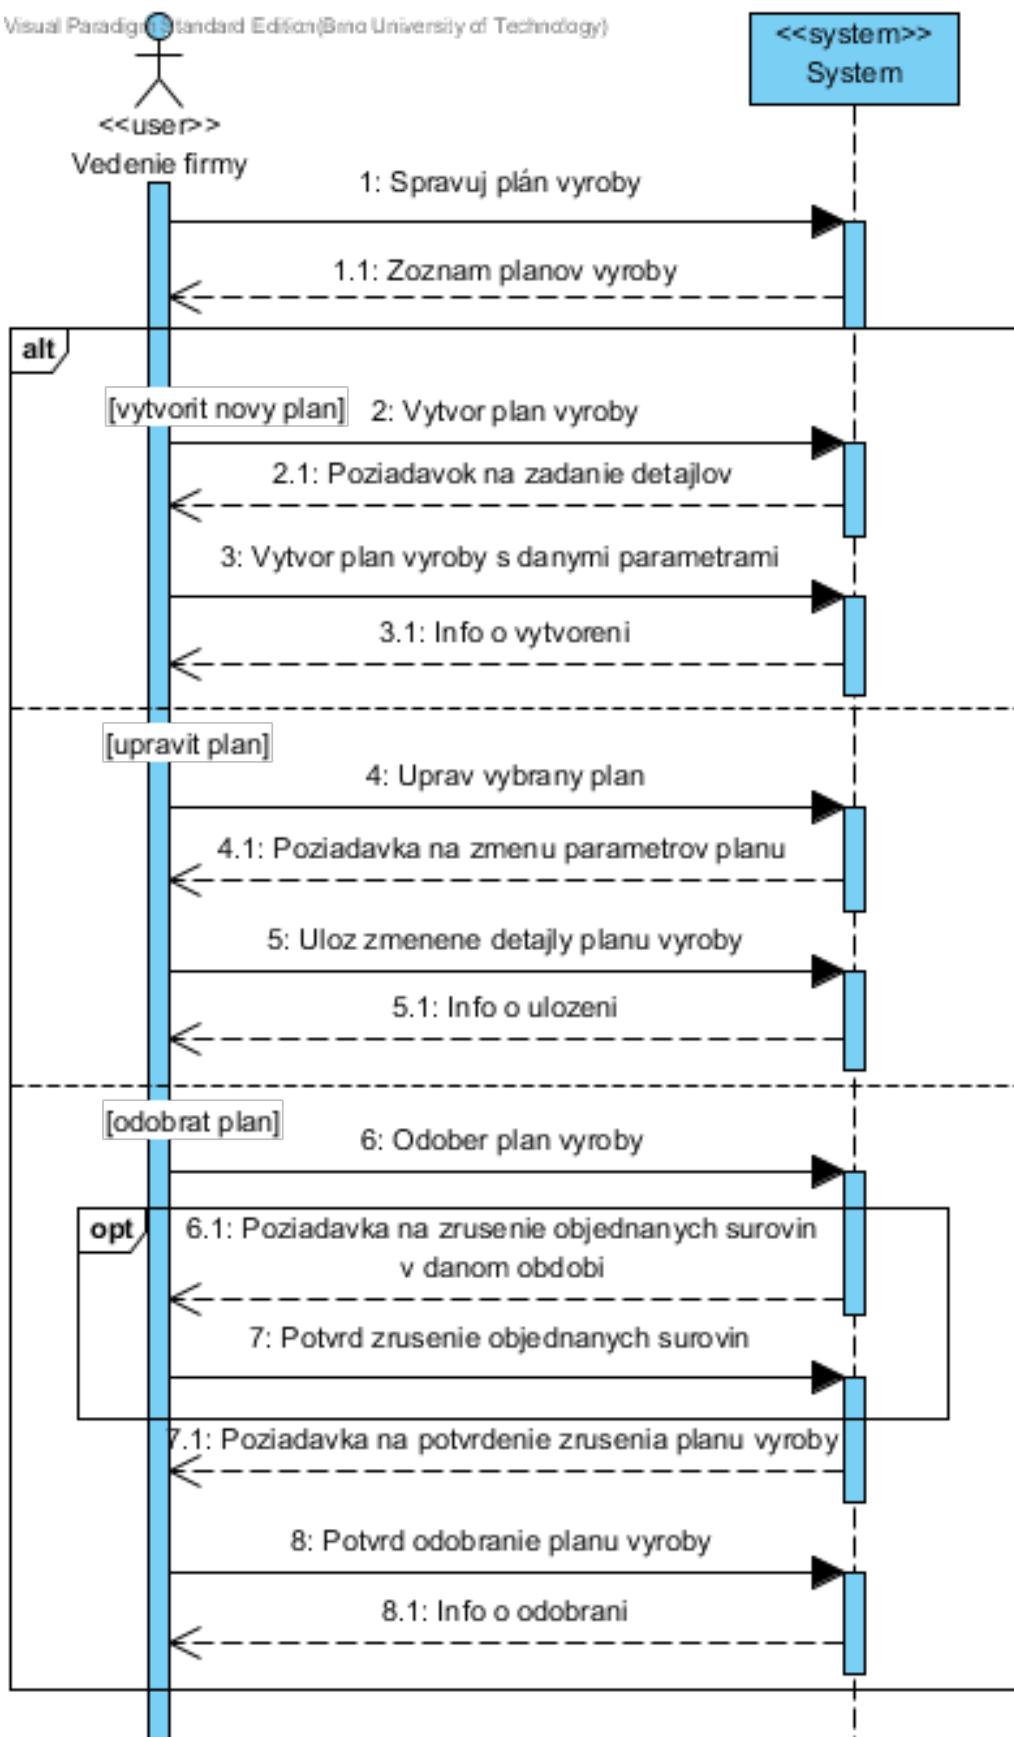 Visual Paradigm Standard Edition(Brno University of Technology)
<<system>>
System
<<user>>
Vedenie firmy
1: Spravuj plán vyroby
1.1: Zoznam planov vyroby
alt
[vytvorit novy plan]
2: Vytvor plan vyroby
2.1: Poziadavok na zadanie detajlov
3: Vytvor plan vyroby s danymi parametrami
3.1: Info o vytvoreni
[upravit plan]
4: Uprav vybrany plan
4.1: Poziadavka na zmenu parametrov planu
5: Uloz zmenene detajly planu vyroby
5.1: Info o ulozeni
[odobrat plan]
6: Odober plan vyroby
opt
6.1: Poziadavka na zrusenie objednanych surovin
v danom obdobi
7: Potvrd zrusenie objednanych surovin
7.1: Poziadavka na potvrdenie zrusenia planu vyroby
8: Potvrd odobranie planu vyroby
8.1: Info o odobrani